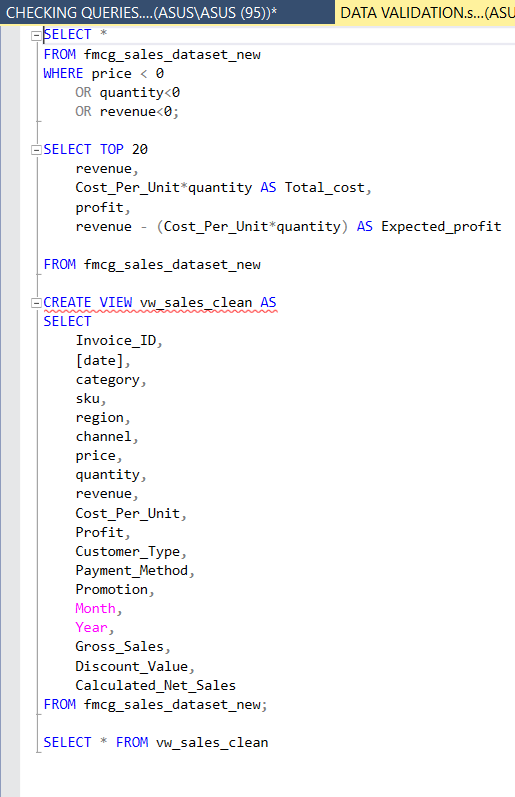 CHECKING QUERIES....(ASUS\ASUS (95))*
DATA VALIDATION.s...(ASU
SELECT *
FROM fmcg_sales_dataset_new
WHERE price < 0
OR quantity<0
OR revenue<0;
SELECT TOP 20
revenue,
Cost_Per_Unit*quantity AS Total_cost,
profit,
revenue - (Cost_Per_Unit*quantity) AS Expected_profit
FROM fmcg_sales_dataset_new
CREATE VIEW vw_sales_clean AS
SELECT
Invoice_ID,
[date],
category,
sku,
region,
channel,
price,
quantity,
revenue,
Cost_Per_Unit,
Profit,
Customer_Type,
Payment_Method,
Promotion,
Month,
Year,
Gross_Sales,
Discount_Value,
Calculated_Net_Sales
FROM fmcg_sales_dataset_new;
SELECT * FROM vw_sales_clean